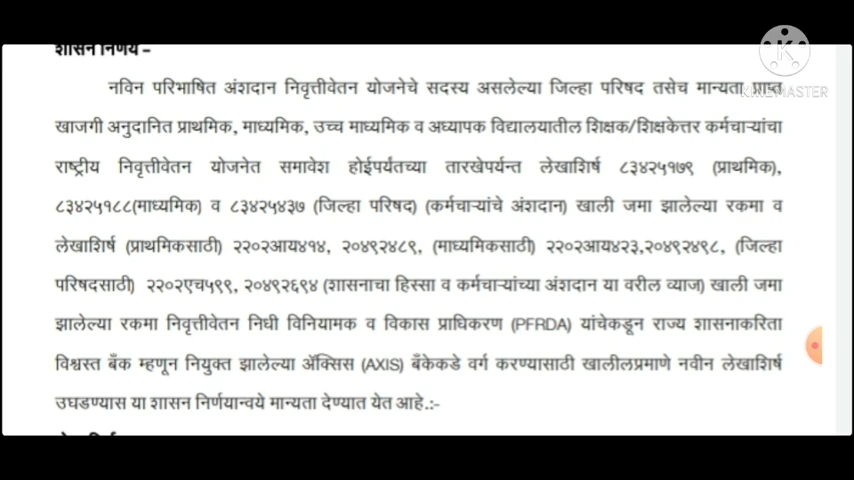 शासन निर्णय –
नविन परिभाषित अंशदान निवृत्तीवेतन योजनेचे सदस्य असलेल्या जिल्हा परिषद तसेच मान्यता प्राप्त
KINEMASTER
खाजगी अनुदानित प्राथमिक, माध्यमिक, उच्च माध्यमिक व अध्यापक विद्यालयातील शिक्षक/शिक्षकेत्तर कर्मचाऱ्यांचा
राष्ट्रीय निवृत्तीवेतन योजनेत समावेश होईपर्यंतच्या तारखेपर्यन्त लेखाशिर्ष ८३४२५१७९ (प्राथमिक),
८३४२५१८८(माध्यमिक) व ८३४२५४३७ (जिल्हा परिषद) (कर्मचाऱ्यांचे अंशदान) खाली जमा झालेल्या रकमा व
लेखाशिर्ष (प्राथमिकसाठी) २२०२आय४१४, २०४९२४८९, (माध्यमिकसाठी) २२०२आय४२३,२०४९२४९८, (जिल्हा
परिषदसाठी) २२०२एच५९९, २०४९२६९४ (शासनाचा हिस्सा व कर्मचाऱ्यांच्या अंशदान या वरील व्याज) खाली जमा
झालेल्या रकमा निवृत्तीवेतन निधी विनियामक व विकास प्राधिकरण (PFRDA) यांचेकडून राज्य शासनाकरिता
विश्वस्त बँक म्हणून नियुक्त झालेल्या ॲक्सिस (AXIS) बँकेकडे वर्ग करण्यासाठी खालीलप्रमाणे नवीन लेखाशिर्ष
उघडण्यास या शासन निर्णयान्वये मान्यता देण्यात येत आहे.:-